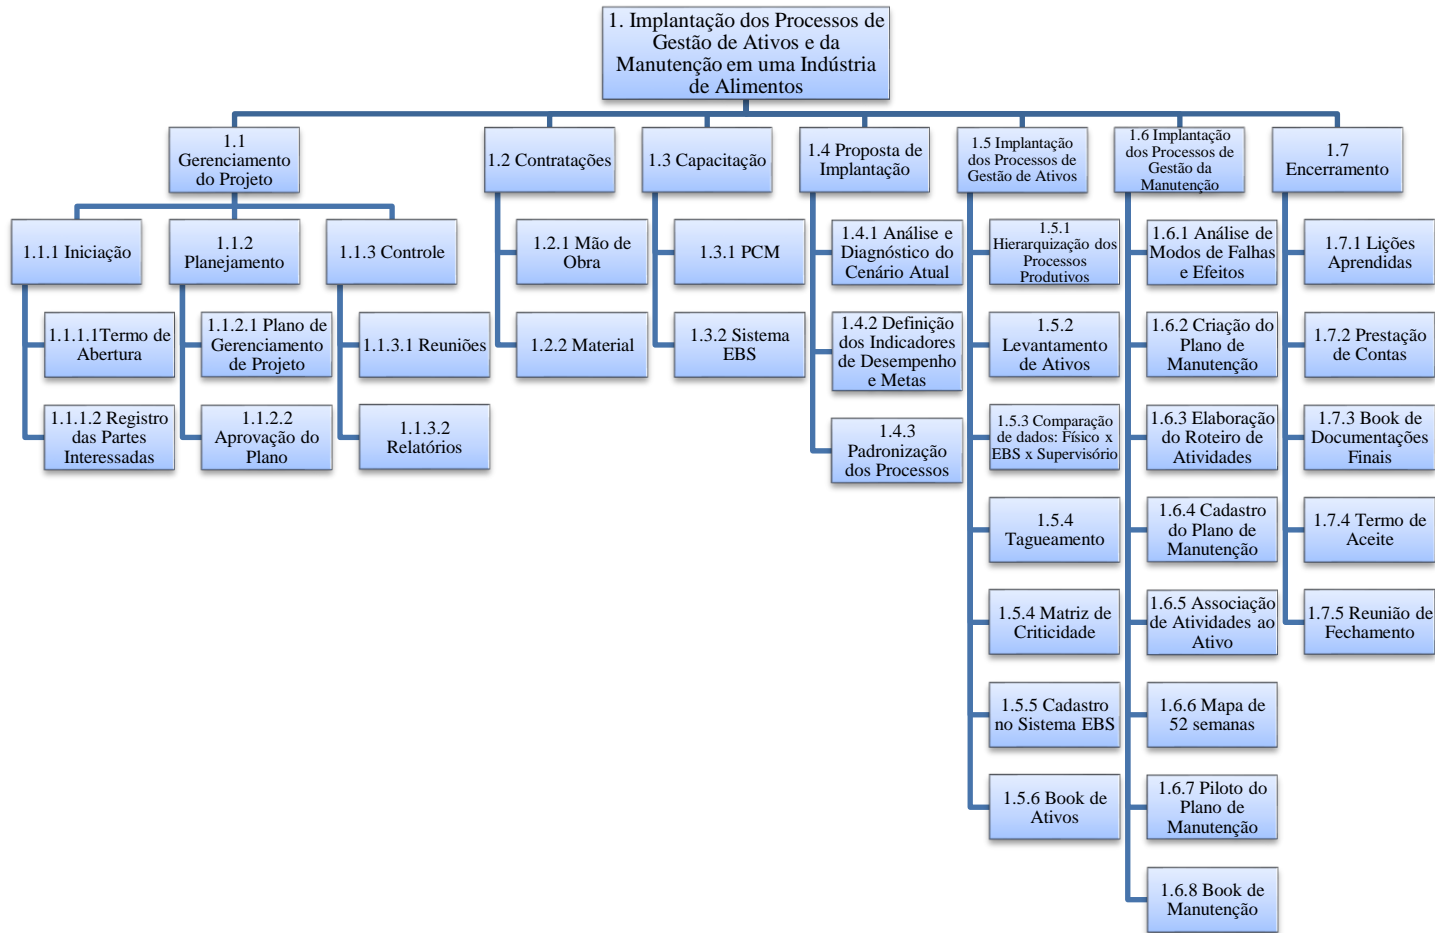 1. Implantação dos Processos de
Gestão de Ativos e da
Manutenção em uma Indústria
de Alimentos
1.1
Gerenciamento
do Projeto
1.1.1 Iniciação
1.1.1.1Termo de
Abertura
1.1.1.2 Registro
das Partes
Interessadas
1.1.2
Planejamento
1.1.2.1 Plano de
Gerenciamento
de Projeto
1.1.2.2
Aprovação do
Plano
1.1.3 Controle
1.1.3.1 Reuniões
1.1.3.2
Relatórios
1.2 Contratações
1.2.1 Mão de
Obra
1.2.2 Material
1.3 Capacitação
1.3.1 PCM
1.3.2 Sistema
EBS
1.4 Proposta de
Implantação
1.4.1 Análise e
Diagnóstico do
Cenário Atual
1.4.2 Definição
dos Indicadores
de Desempenho
e Metas
1.4.3
Padronização
dos Processos
1.5 Implantação
dos Processos de
Gestão de Ativos
1.5.1
Hierarquização dos
Processos
Produtivos
1.5.2
Levantamento
de Ativos
1.5.3 Comparação
de dados: Físico x
EBS x Supervisório
1.5.4
Tagueamento
1.5.4 Matriz de
Criticidade
1.5.5 Cadastro
no Sistema EBS
1.5.6 Book de
Ativos
1.6 Implantação
dos Processos de
Gestão da
Manutenção
1.6.1 Análise de
Modos de Falhas
e Efeitos
1.6.2 Criação do
Plano de
Manutenção
1.6.3 Elaboração
do Roteiro de
Atividades
1.6.4 Cadastro
do Plano de
Manutenção
1.6.5 Associação
de Atividades ao
Ativo
1.6.6 Mapa de
52 semanas
1.6.7 Piloto do
Plano de
Manutenção
1.6.8 Book de
Manutenção
1.7
Encerramento
1.7.1 Lições
Aprendidas
1.7.2 Prestação
de Contas
1.7.3 Book de
Documentações
Finais
1.7.4 Termo de
Aceite
1.7.5 Reunião de
Fechamento